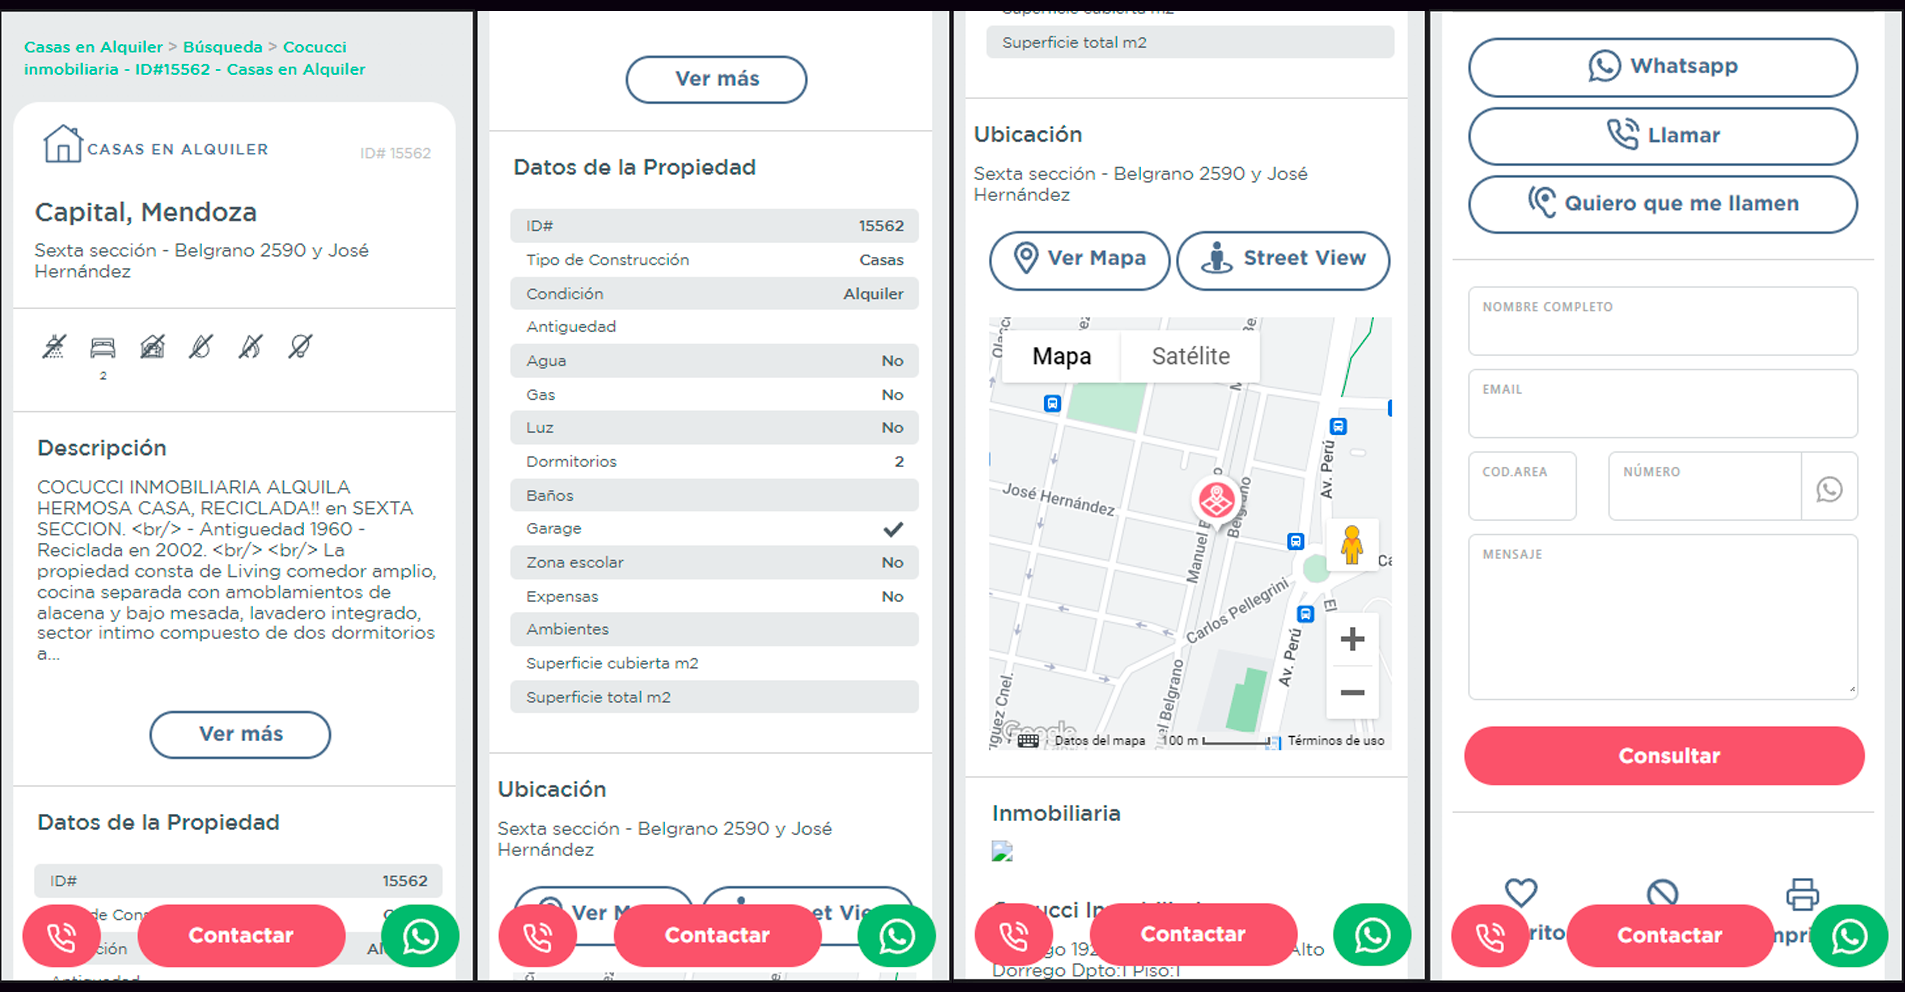 Casas en Alquiler > Búsqueda > Cocucci
inmobiliaria - ID#15562 - Casas en Alquiler
CASAS EN ALQUILER
ID# 15562
Capital, Mendoza
Sexta sección - Belgrano 2590 y José
Hernández
2
Descripción
COCUCCI INMOBILIARIA ALQUILA
HERMOSA CASA, RECICLADA!! en SEXTA
SECCION. <br/> - Antiguedad 1960 -
Reciclada en 2002. <br/> <br/> La
propiedad consta de Living comedor amplio,
cocina separada con amoblamientos de
alacena y bajo mesada, lavadero integrado,
sector intimo compuesto de dos dormitorios
a...
Ver más
Datos de la Propiedad
ID# 15562
Contactar
Ver más
Datos de la Propiedad
ID# 15562
Tipo de Construcción Casas
Condición Alquiler
Antiguedad
Agua No
Gas No
Luz No
Dormitorios 2
Baños
Garage
Zona escolar No
Expensas No
Ambientes
Superficie cubierta m2
Superficie total m2
Ubicación
Sexta sección - Belgrano 2590 y José
Hernández
Ver
Contactar
Superficie cubierta m2
Superficie total m2
Ubicación
Sexta sección - Belgrano 2590 y José
Hernández
Ver Mapa
Street View
Mapa
Satélite
José Hernández
Av. Perú
Belgrano
Carlos Pellegrini
Av. Perú
El
Google
Datos del mapa
100 m
Términos de uso
Inmobiliaria
Contactar
Dorrego Dpto:1 Piso:1
Whatsapp
Llamar
Quiero que me llamen
NOMBRE COMPLETO
EMAIL
COD.AREA
NÚMERO
MENSAJE
Consultar
Contactar